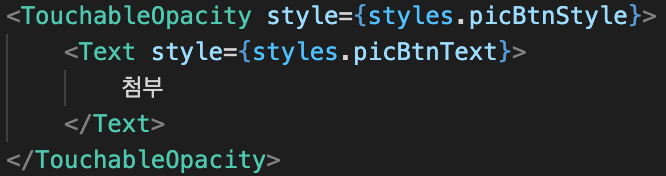 <TouchableOpacity style={styles.picBtnStyle}>
<Text style={styles.picBtnText}>
첨부
</Text>
</TouchableOpacity>